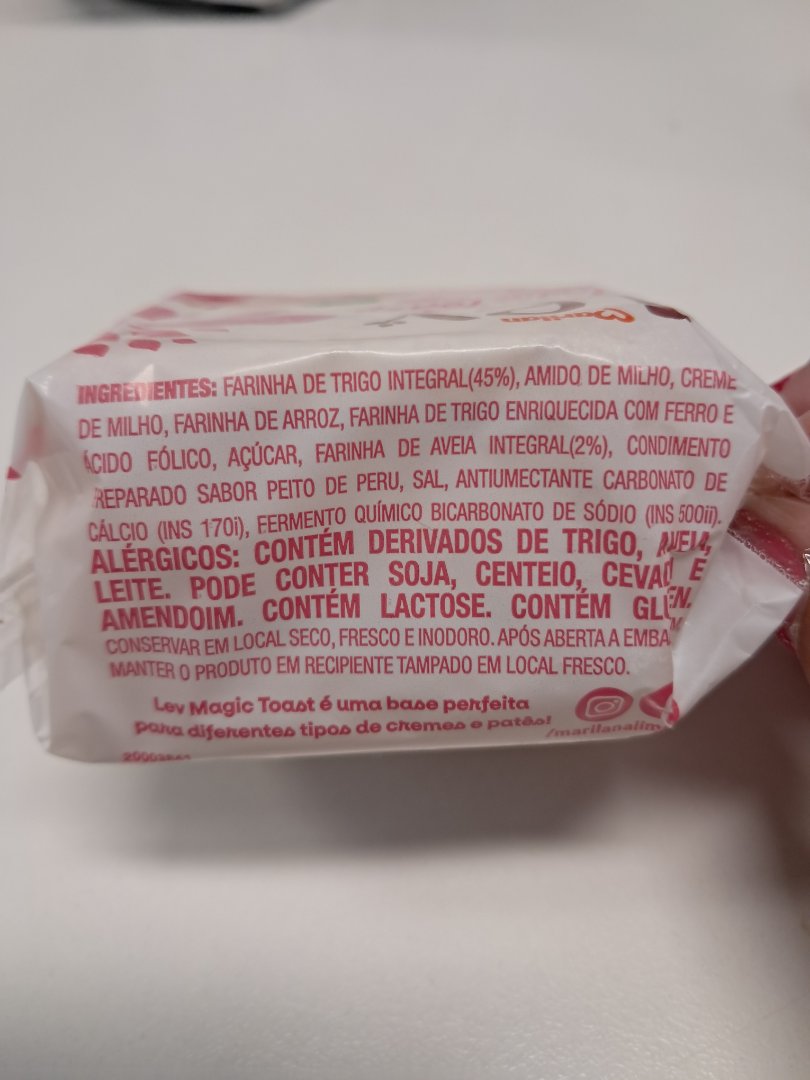 Marilan
INGREDIENTES: FARINHA DE TRIGO INTEGRAL(45%), AMIDO DE MILHO, CREME
DE MILHO, FARINHA DE ARROZ, FARINHA DE TRIGO ENRIQUECIDA COM FERRO E
ÁCIDO FÓLICO, AÇÚCAR, FARINHA DE AVEIA INTEGRAL(2%), CONDIMENTO
PREPARADO SABOR PEITO DE PERU, SAL, ANTIUMECTANTE CARBONATO DE
CÁLCIO (INS 170i), FERMENTO QUÍMICO BICARBONATO DE SÓDIO (INS 500ii).
ALÉRGICOS: CONTÉM DERIVADOS DE TRIGO, AVEIA,
LEITE. PODE CONTER SOJA, CENTEIO, CEVADA E
AMENDOIM. CONTÉM LACTOSE. CONTÉM GLÚTEN.
CONSERVAR EM LOCAL SECO, FRESCO E INODORO. APÓS ABERTA A
MANTER O PRODUTO EM RECIPIENTE TAMPADO EM LOCAL FRESCO.
Lev Magic Toast é uma base perfeita
para diferentes tipos de cremes e patês!